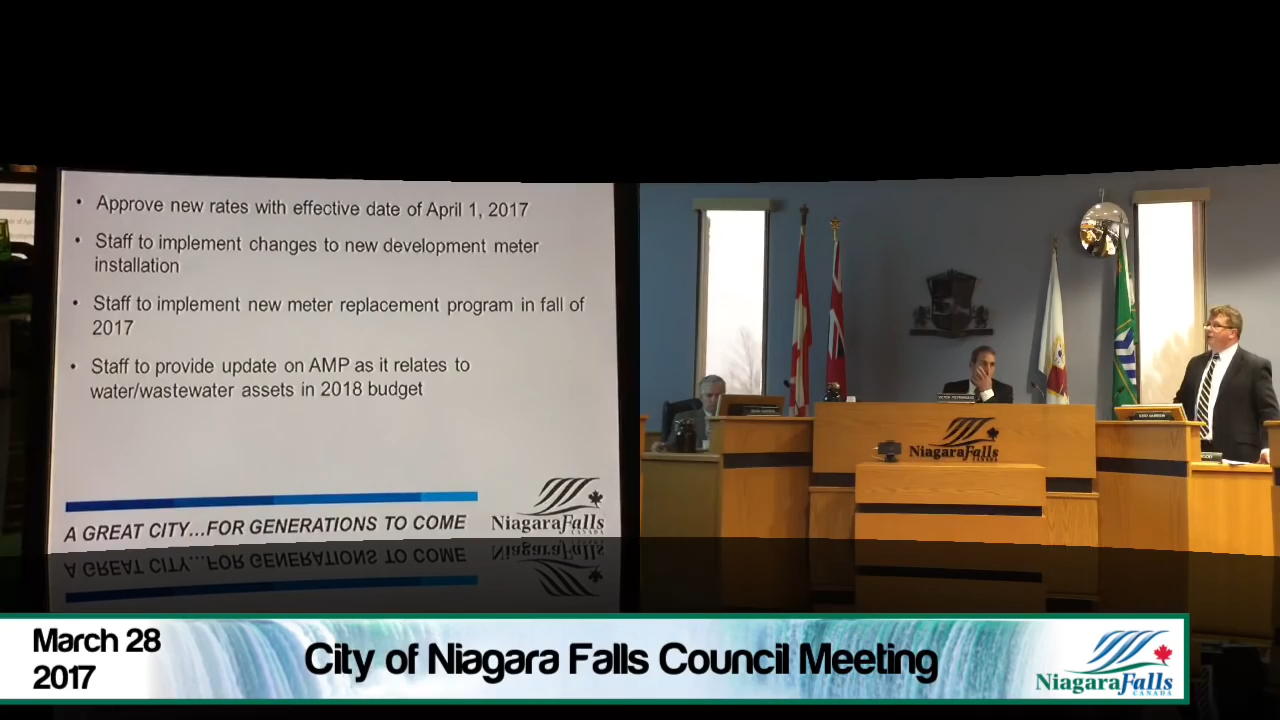 • Approve new rates with effective date of April 1, 2017
• Staff to implement changes to new development meter
installation
• Staff to implement new meter replacement program in fall of
2017
• Staff to provide update on AMP as it relates to
water/wastewater assets in 2018 budget
A GREAT CITY...FOR GENERATIONS TO COME
NiagaraFalls
CANADA
NiagaraFalls
CANADA
March 28
2017
City of Niagara Falls Council Meeting
NiagaraFalls
CANADA